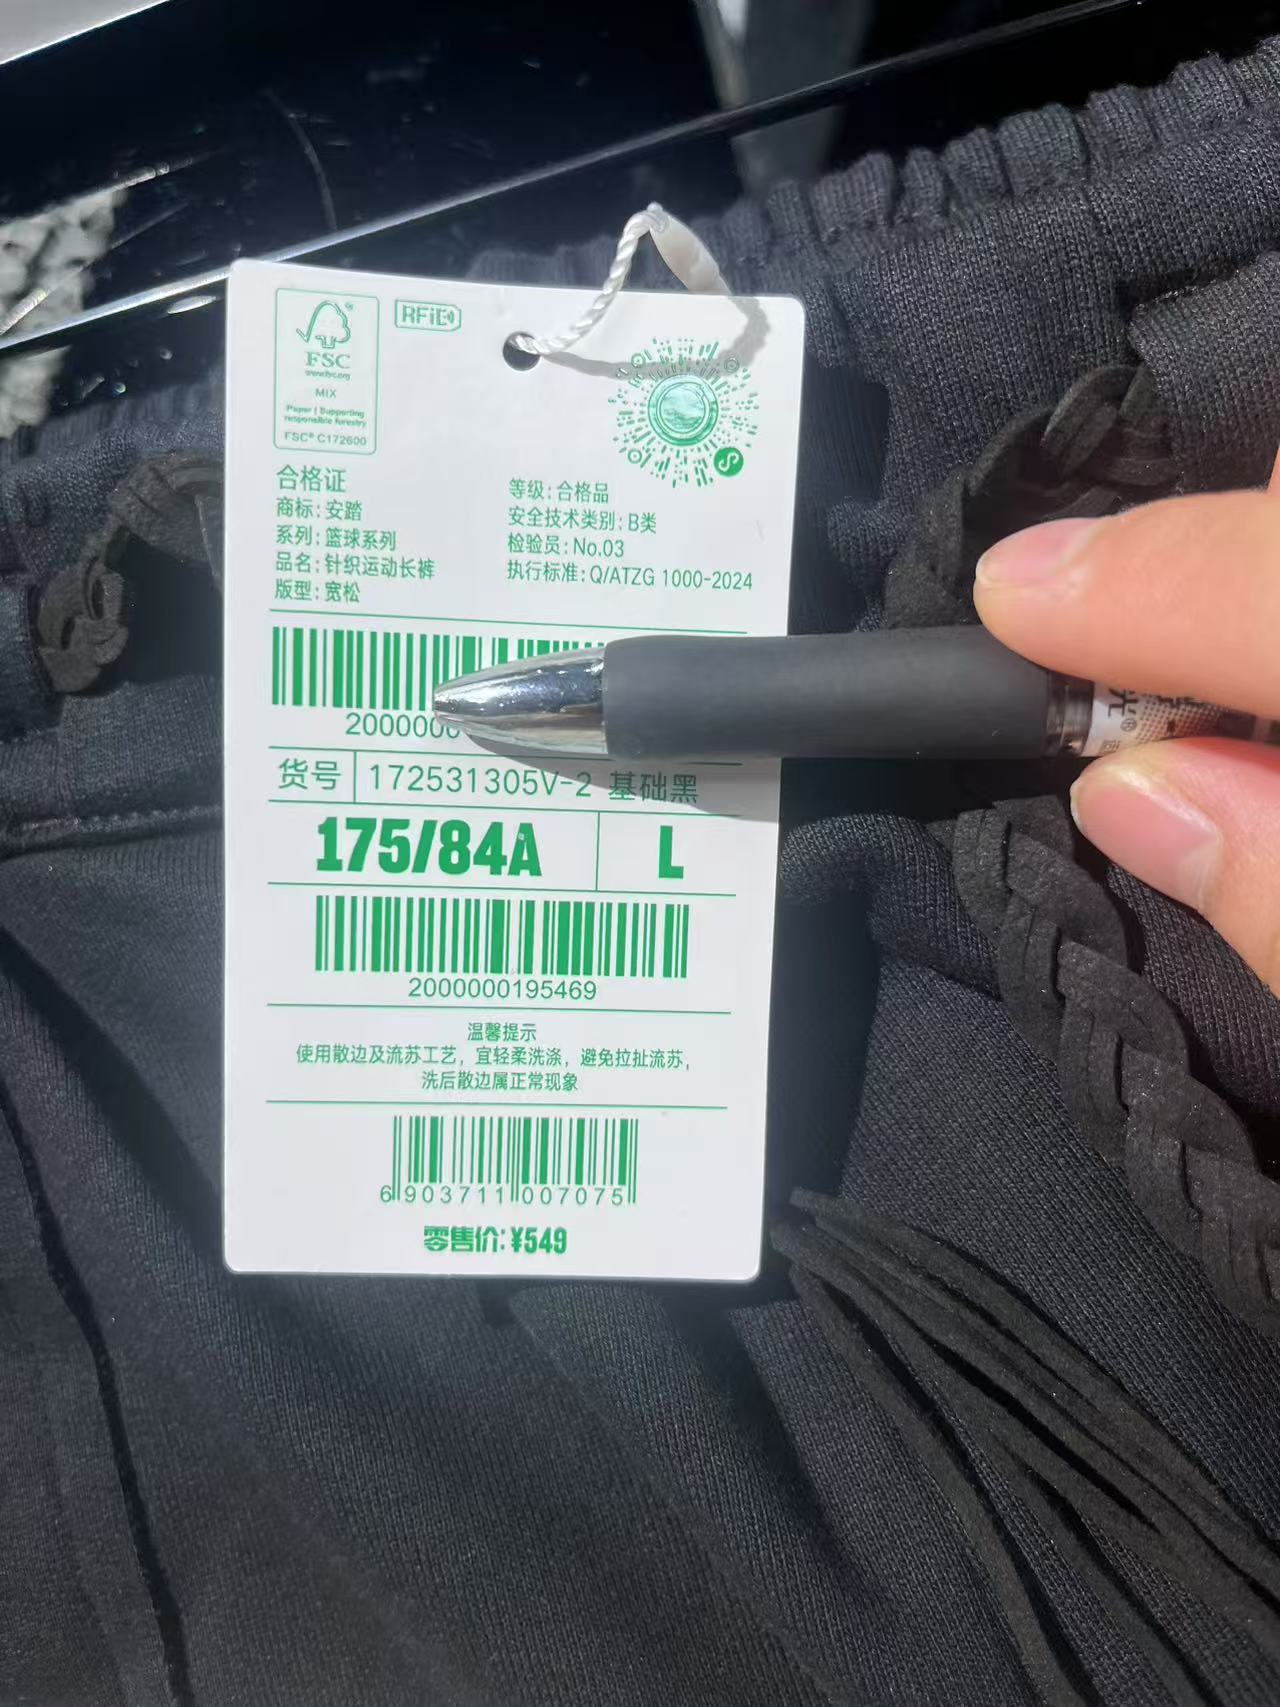 FSC
www.fsc.org
MIX
Paper | Supporting
responsible forestry
FSC® C172600
RFiD
合格证
商标:安踏
系列:篮球系列
品名:针织运动长裤
版型:宽松
等级:合格品
安全技术类别:B类
检验员:No.03
执行标准:Q/ATZG 1000-2024
2000000
货号 172531305V-2 基础黑
175/84A L
2000000195469
温馨提示
使用散边及流苏工艺，宜轻柔洗涤，避免拉扯流苏，
洗后散边属正常现象
6903711007075
零售价:¥549
光®